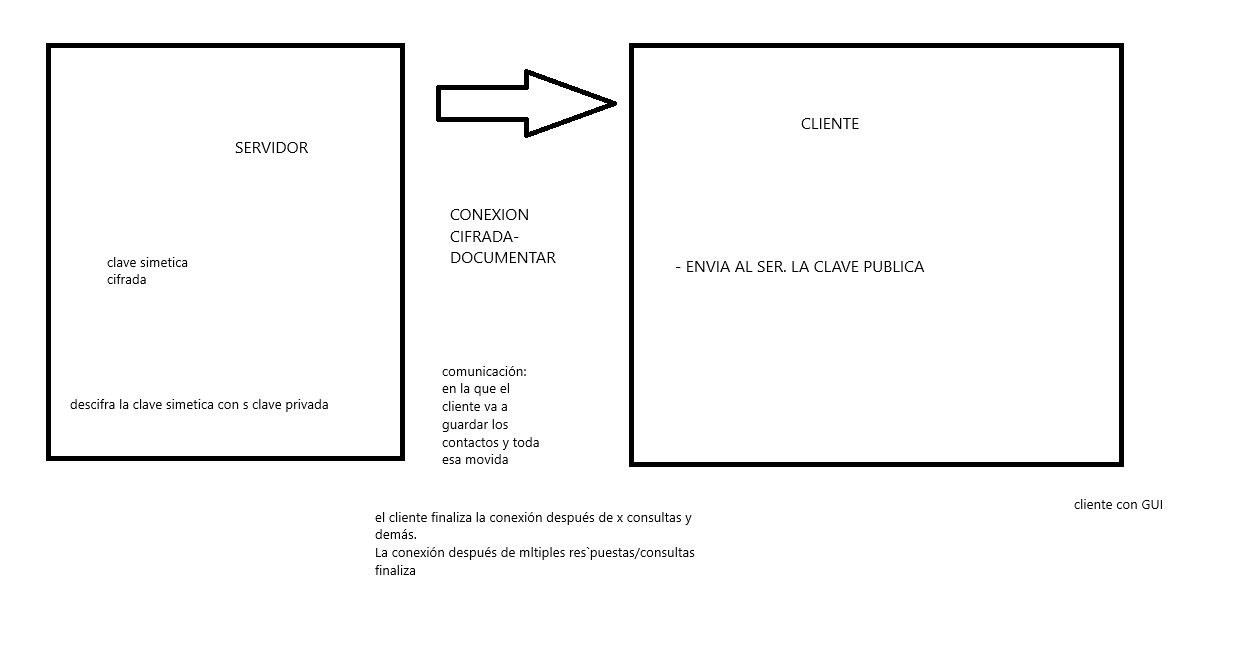 SERVIDOR
clave simetica
cifrada
descifra la clave simetica con s clave privada
CONEXION
CIFRADA-
DOCUMENTAR
comunicación:
en la que el
cliente va a
guardar los
contactos y toda
esa movida
CLIENTE
- ENVIA AL SER. LA CLAVE PUBLICA
cliente con GUI
el cliente finaliza la conexión después de x consultas y
demás.
La conexión después de mltiples res`puestas/consultas
finaliza